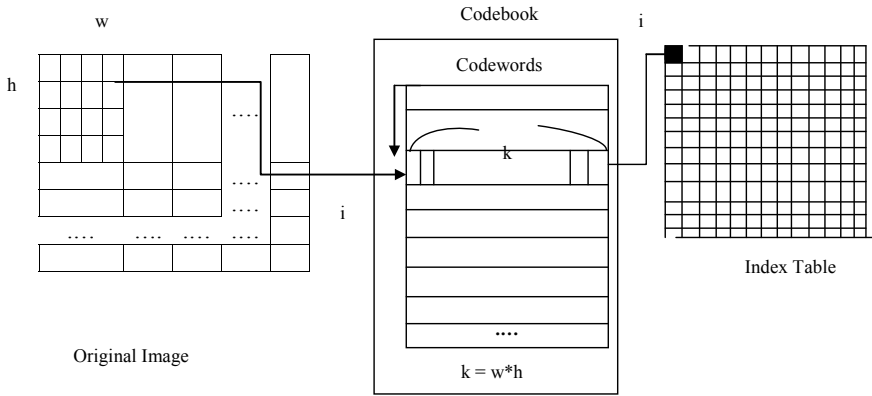 Codebook
w
i
Codewords
h
....
k
....
....
i
.... .... .... ....
Index Table
....
Original Image
k = w*h